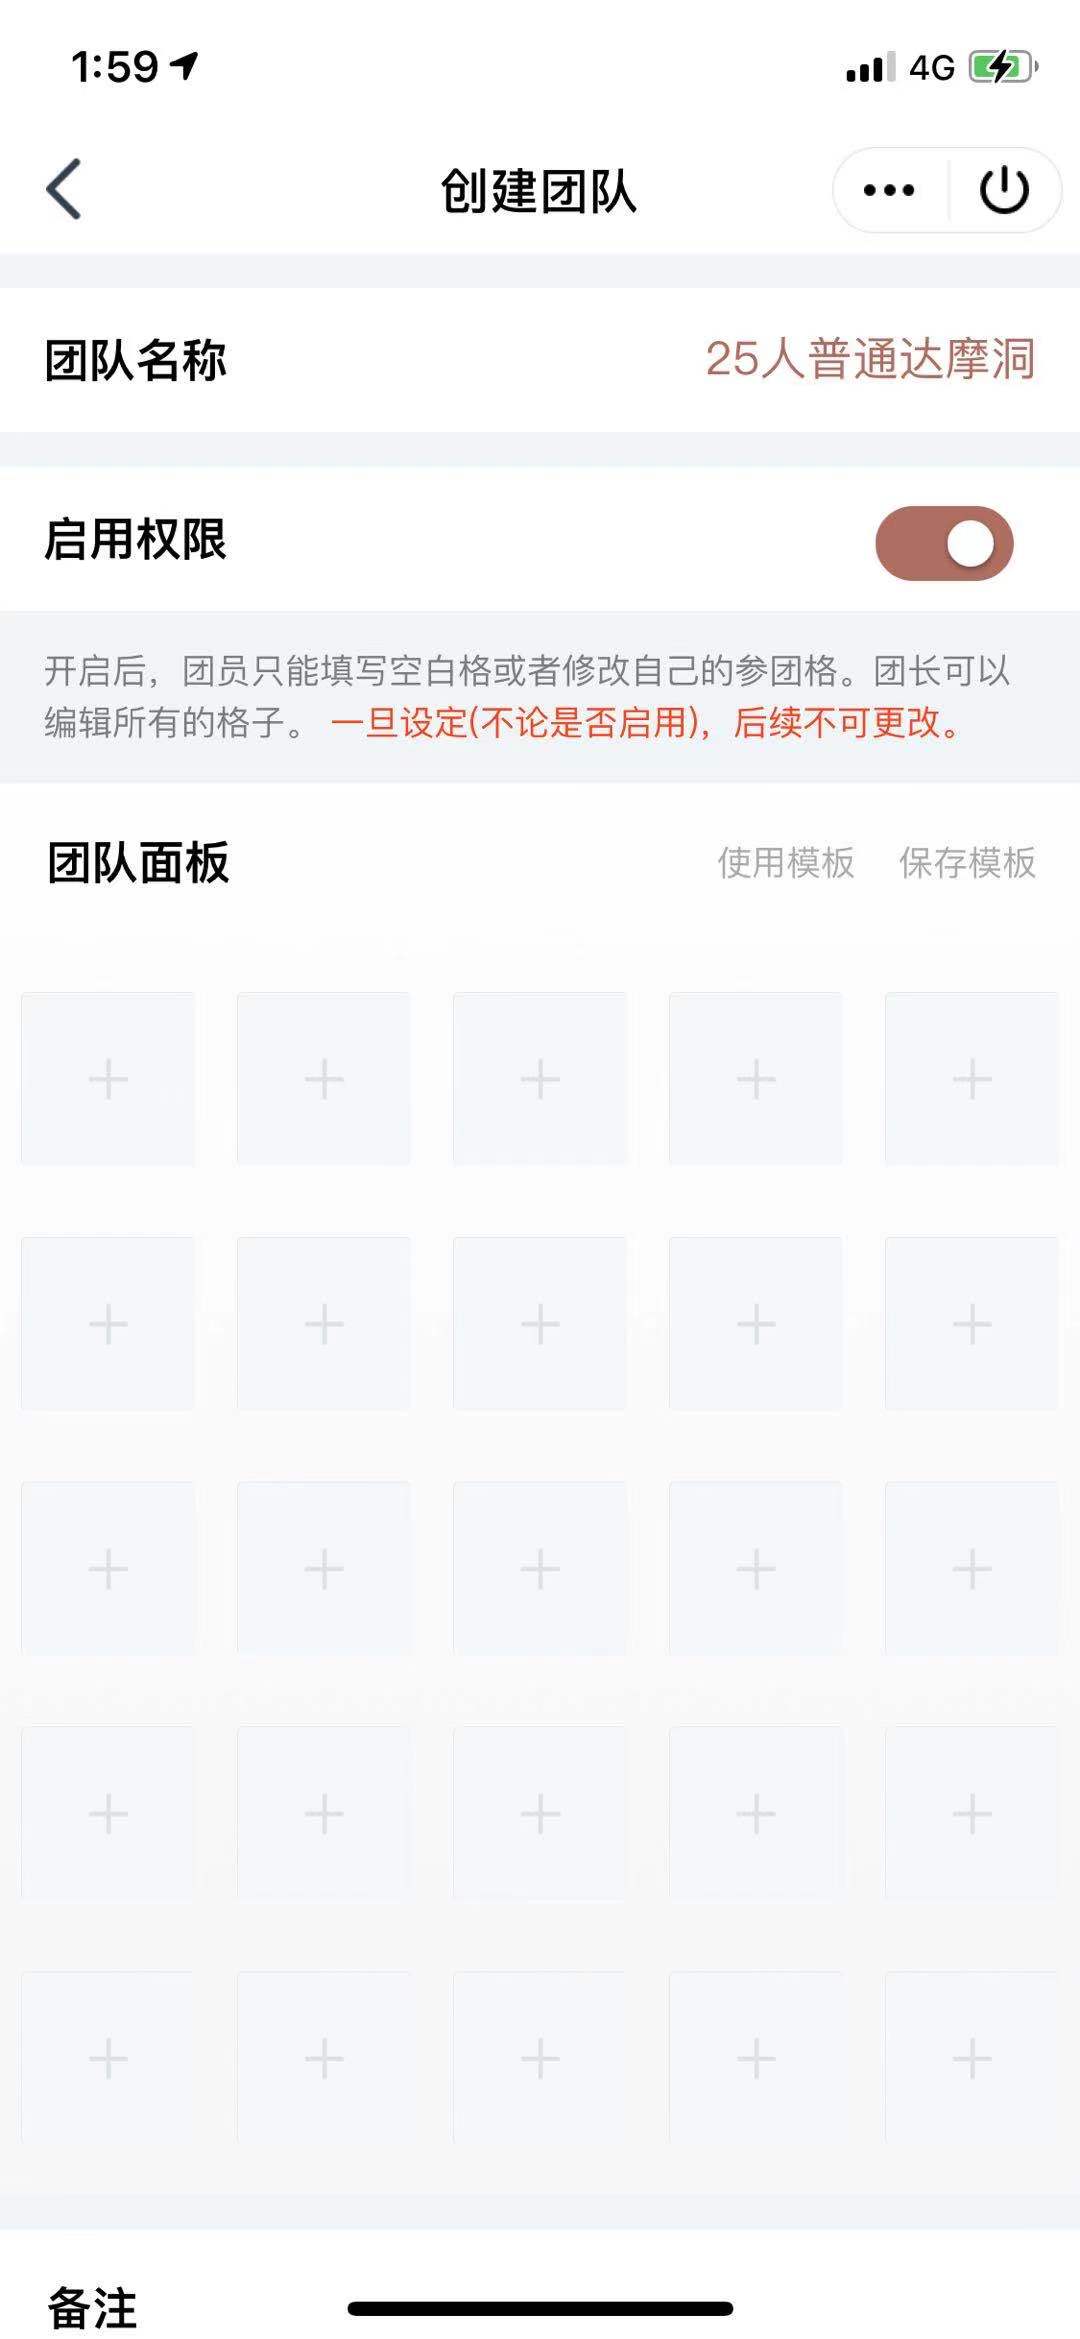 1:59
4G
创建团队
团队名称
25人普通达摩洞
启用权限
开启后，团员只能填写空白格或者修改自己的参团格。团长可以
编辑所有的格子。 一旦设定(不论是否启用)，后续不可更改。
团队面板
使用模板
保存模板
备注